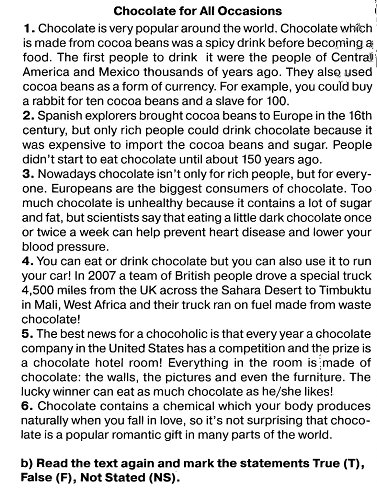 Chocolate for All Occasions
1. Chocolate is very popular around the world. Chocolate which
is made from cocoa beans was a spicy drink before becoming a
food. The first people to drink it were the people of Central
America and Mexico thousands of years ago. They also used
cocoa beans as a form of currency. For example, you could buy
a rabbit for ten cocoa beans and a slave for 100.
2. Spanish explorers brought cocoa beans to Europe in the 16th
century, but only rich people could drink chocolate because it
was expensive to import the cocoa beans and sugar. People
didn't start to eat chocolate until about 150 years ago.
3. Nowadays chocolate isn't only for rich people, but for every-
one. Europeans are the biggest consumers of chocolate. Too
much chocolate is unhealthy because it contains a lot of sugar
and fat, but scientists say that eating a little dark chocolate once
or twice a week can help prevent heart disease and lower your
blood pressure.
4. You can eat or drink chocolate but you can also use it to run
your car! In 2007 a team of British people drove a special truck
4,500 miles from the UK across the Sahara Desert to Timbuktu
in Mali, West Africa and their truck ran on fuel made from waste
chocolate!
5. The best news for a chocoholic is that every year a chocolate
company in the United States has a competition and the prize is
a chocolate hotel room! Everything in the room is made of
chocolate: the walls, the pictures and even the furniture. The
lucky winner can eat as much chocolate as he/she likes!
6. Chocolate contains a chemical which your body produces
naturally when you fall in love, so it's not surprising that choco-
late is a popular romantic gift in many parts of the world.
b) Read the text again and mark the statements True (T),
False (F), Not Stated (NS).